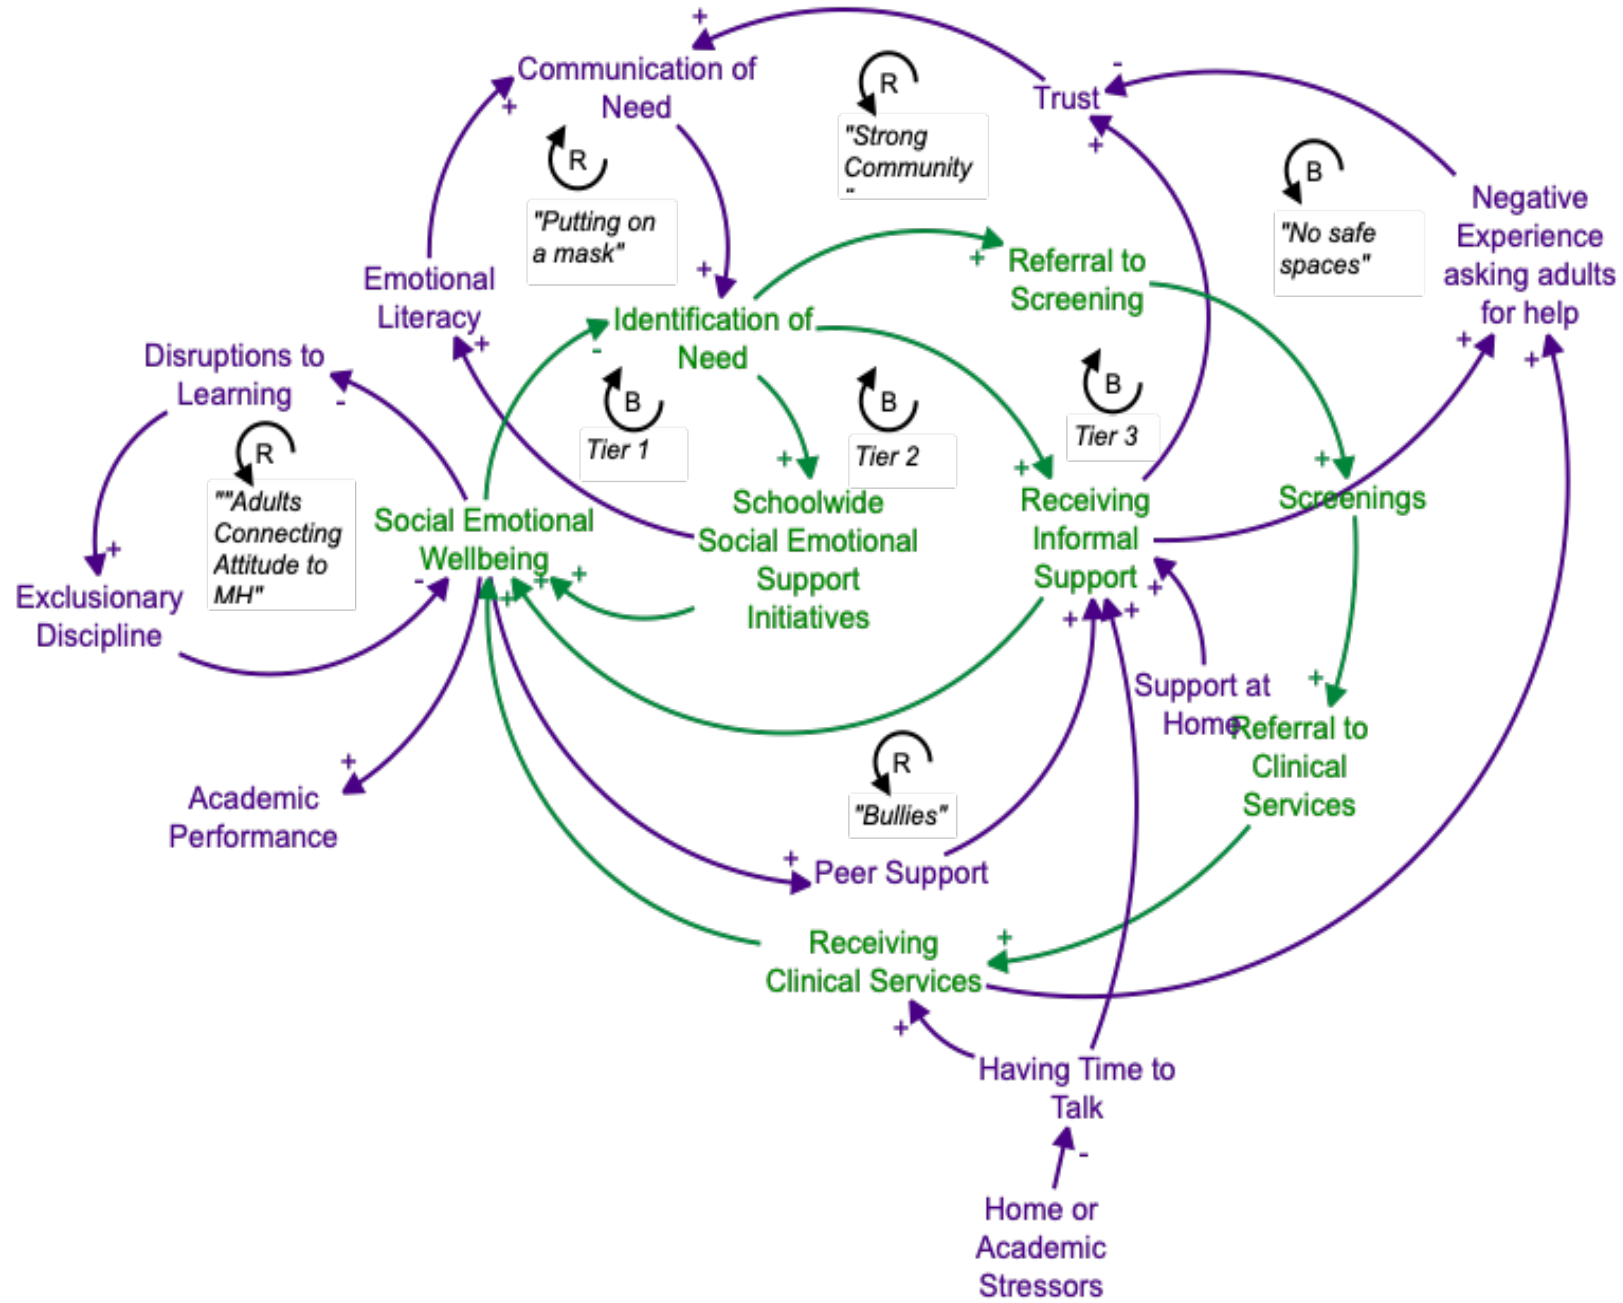 +
Communication of
Need
+
R
"Putting on
a mask"
R
"Strong
Community
"
Trust
-
+
B
"No safe
spaces"
Negative
Experience
asking adults
for help
+
+
Emotional
Literacy
+
+
Identification of
Need
-
+
Referral to
Screening
Disruptions to
Learning
-
R
""Adults
Connecting
Attitude to
MH"
B
Tier 1
B
Tier 2
B
Tier 3
+
Schoolwide
Social Emotional
Support
Initiatives
+
Receiving
Informal
Support
+
Screenings
Social Emotional
Wellbeing
-
+
+
+
+
Exclusionary
Discipline
+
+
+
Support at
Home
+
Referral to
Clinical
Services
+
Academic
Performance
R
"Bullies"
+
Peer Support
Receiving
Clinical Services
+
+
Having Time to
Talk
-
Home or
Academic
Stressors